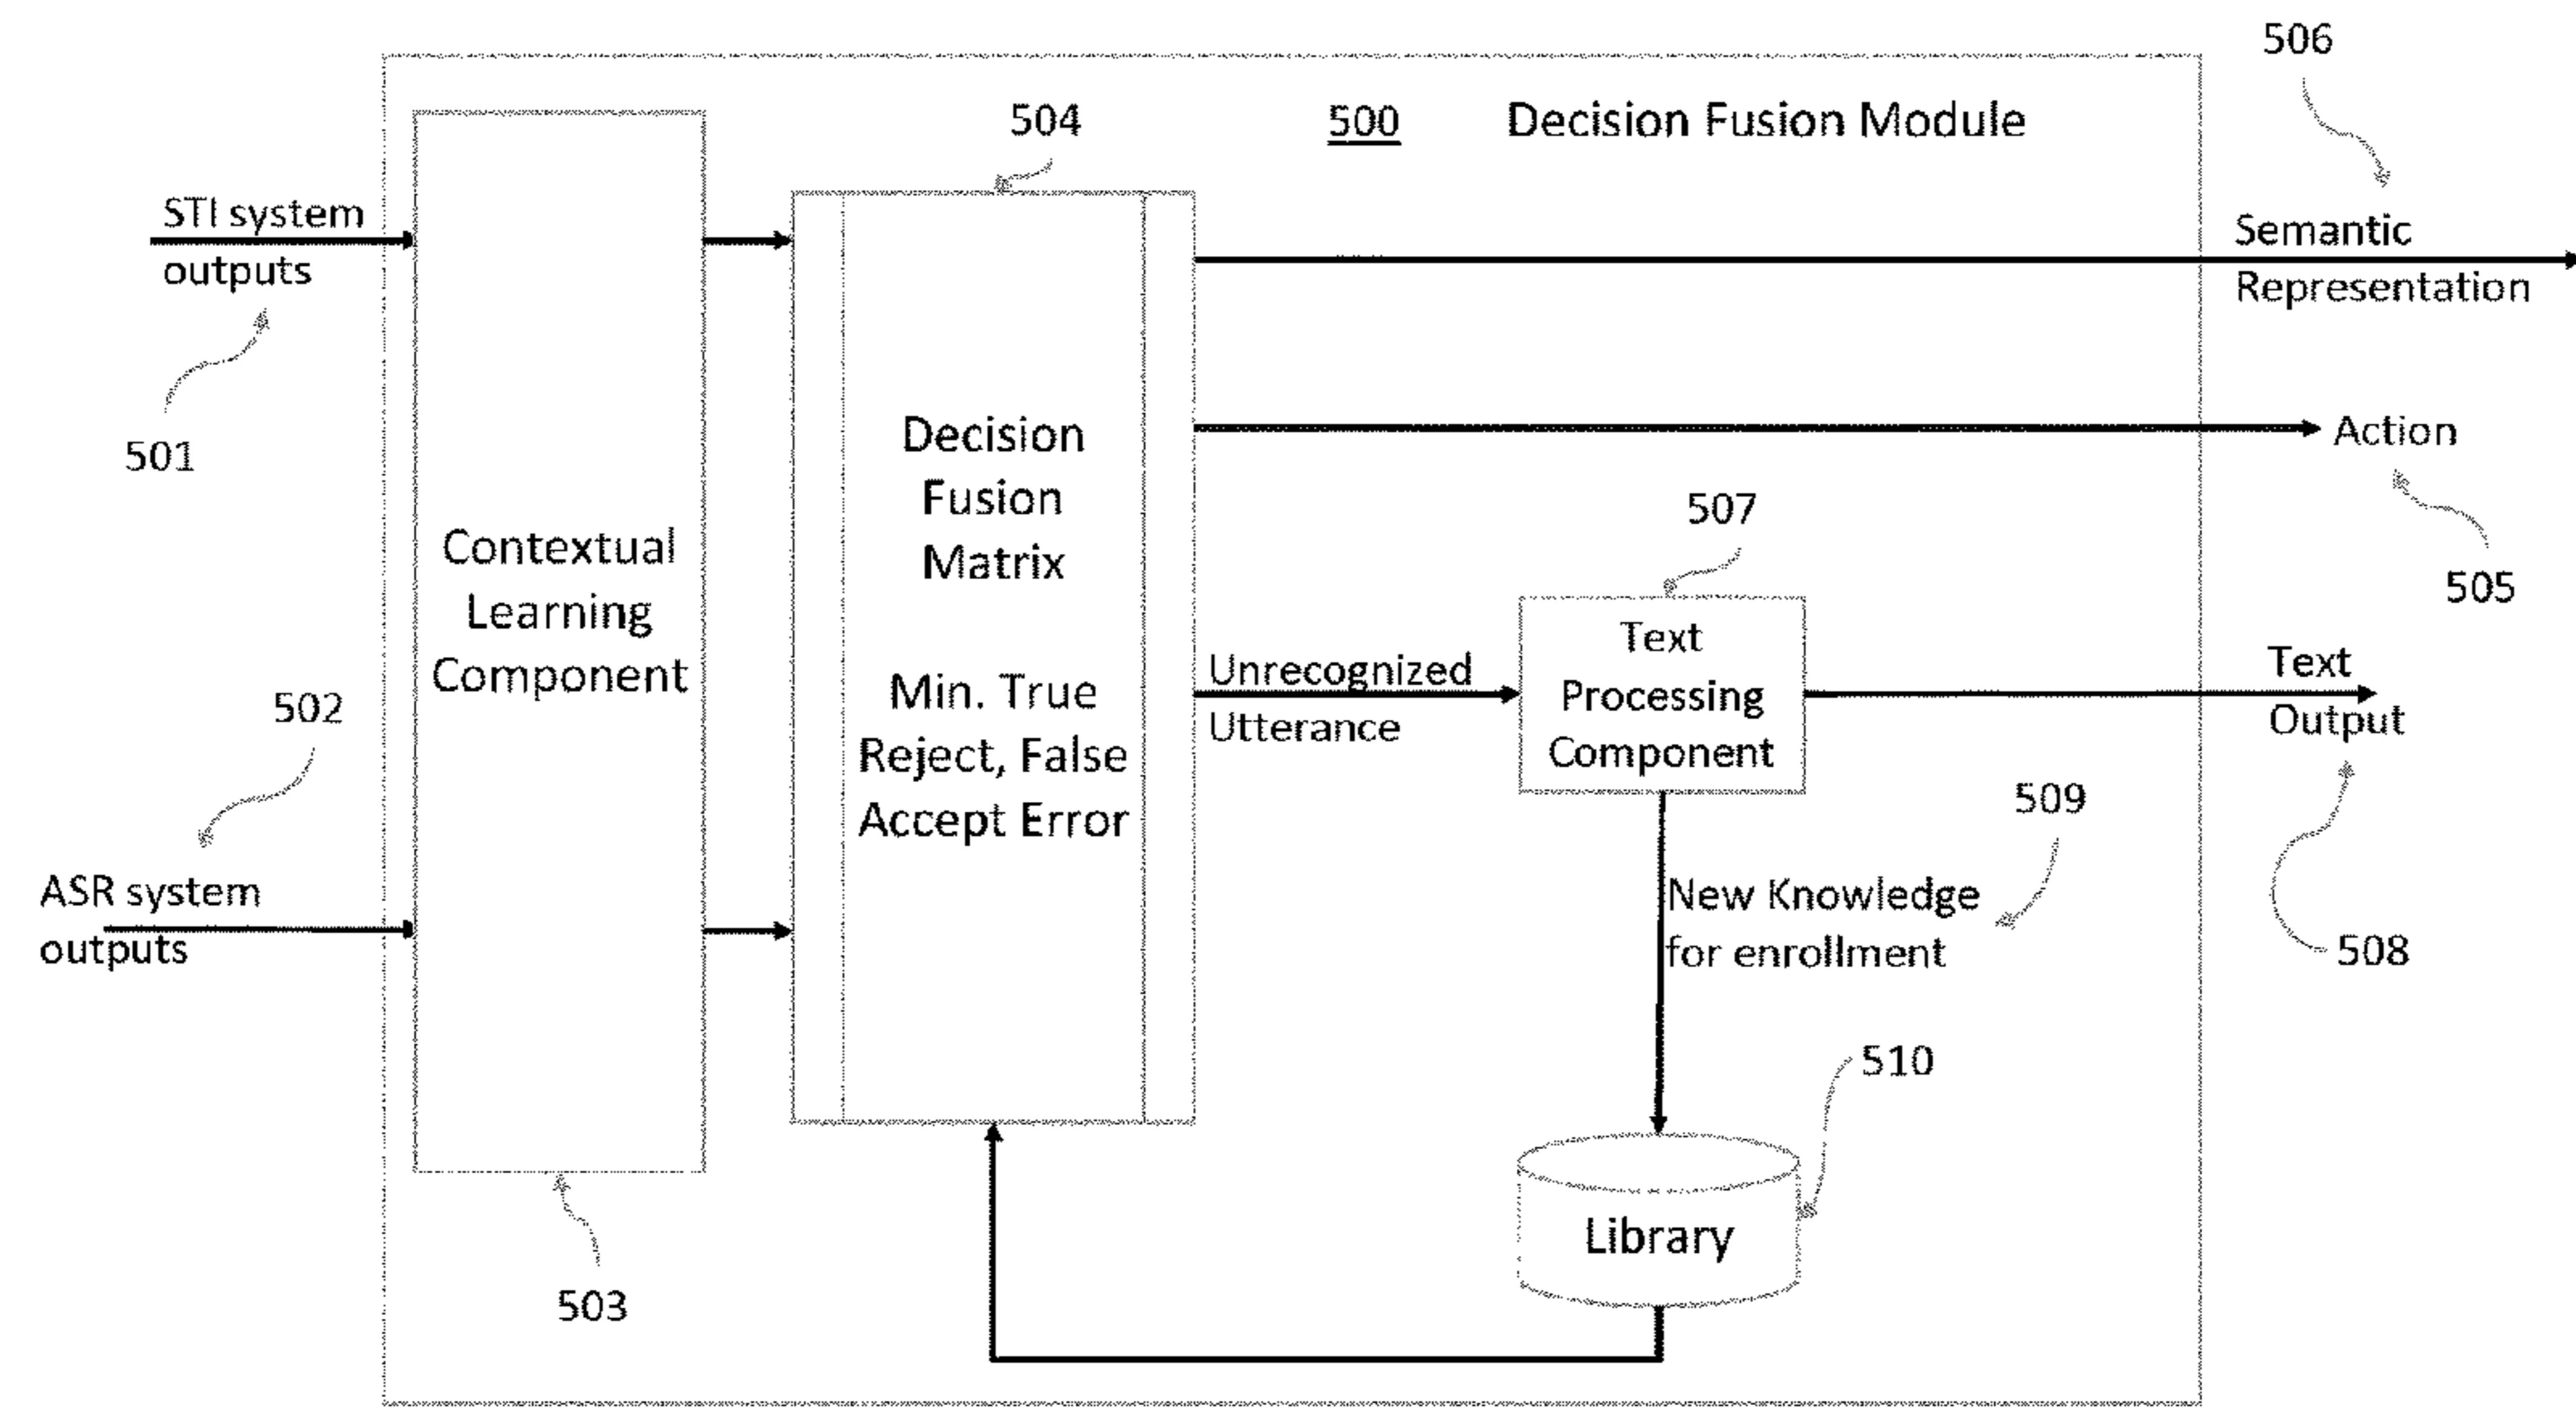 506
504
500 Decision Fusion Module
STI system
outputs
Semantic
Representation
501
Decision
Fusion
Matrix
Min. True
Reject, False
Accept Error
Action
505
507
Contextual
Learning
Component
Unrecognized
Utterance
Text
Processing
Component
Text
Output
502
509
ASR system
outputs
New Knowledge
for enrollment
508
510
Library
503